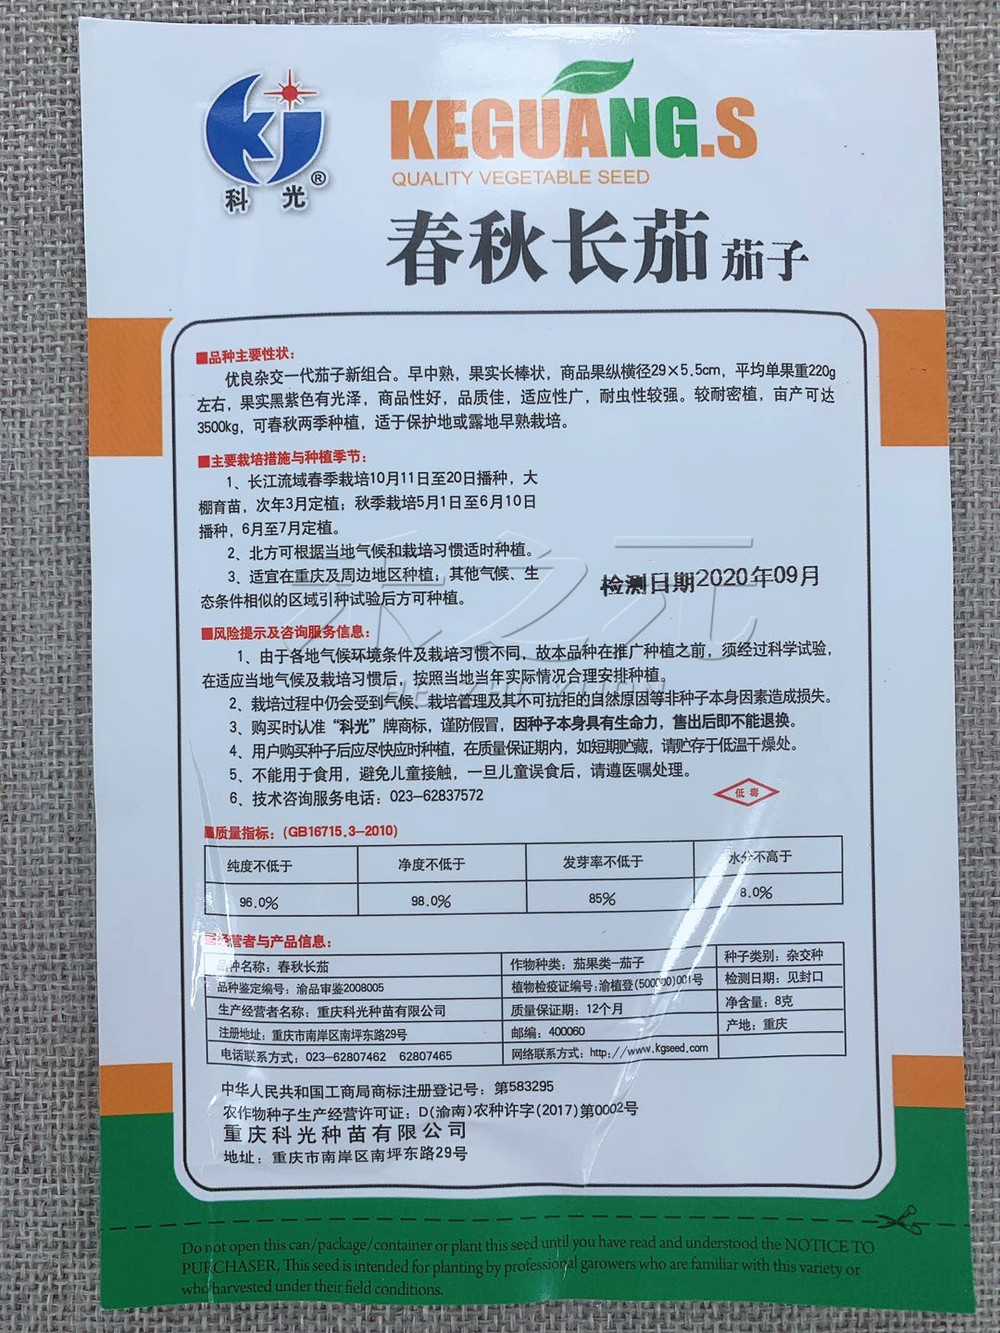 科光®
KEGUANG.S
QUALITY VEGETABLE SEED
春秋长茄 茄子
■品种主要性状：
优良杂交一代茄子新组合。早中熟，果实长棒状，商品果纵横径29×5.5cm，平均单果重220g
左右，果实黑紫色有光泽，商品性好，品质佳，适应性广，耐虫性较强。较耐密植，亩产可达
3500kg，可春秋两季种植，适于保护地或露地早熟栽培。
■主要栽培措施与种植季节：
1、长江流域春季栽培10月11日至20日播种，大
棚育苗，次年3月定植；秋季栽培5月1日至6月10日
播种，6月至7月定植。
2、北方可根据当地气候和栽培习惯适时种植。
3、适宜在重庆及周边地区种植；其他气候、生
态条件相似的区域引种试验后方可种植。
检测日期2020年09月
禾之元
HE ZHI YUAN
■风险提示及咨询服务信息：
1、由于各地气候环境条件及栽培习惯不同，故本品种在推广种植之前，须经过科学试验，
在适应当地气候及栽培习惯后，按照当地当年实际情况合理安排种植。
2、栽培过程中仍会受到气候、栽培管理及其不可抗拒的自然原因等非种子本身因素造成损失。
3、购买时认准“科光”牌商标，谨防假冒，因种子本身具有生命力，售出后即不能退换。
4、用户购买种子后应尽快应时种植，在质量保证期内，如短期贮藏，请贮存于低温干燥处。
5、不能用于食用，避免儿童接触，一旦儿童误食后，请遵医嘱处理。
6、技术咨询服务电话：023-62837572
低毒
■质量指标：(GB16715.3-2010)
纯度不低于 净度不低于 发芽率不低于 水分不高于
96.0% 98.0% 85% 8.0%
■经营者与产品信息：
品种名称：春秋长茄 作物种类：茄果类-茄子 种子类别：杂交种
品种鉴定编号：渝品审鉴2008005 植物检疫证编号：渝植登(500000)001号 检测日期：见封口
生产经营者名称：重庆科光种苗有限公司 质量保证期：12个月 净含量：8克
注册地址：重庆市南岸区南坪东路29号 邮编：400060 产地：重庆
电话联系方式：023-62807462 62807465 网络联系方式：http://www.kgseed.com
中华人民共和国工商局商标注册登记号：第583295
农作物种子生产经营许可证：D(渝南)农种许字(2017)第0002号
重庆科光种苗有限公司
地址：重庆市南岸区南坪东路29号
Do not open this can/package/container or plant this seed until you have read and understood the NOTICE TO
PURCHASER, This seed is intended for planting by professional garowers who are familiar with this variety or
who harvested under their field conditions.